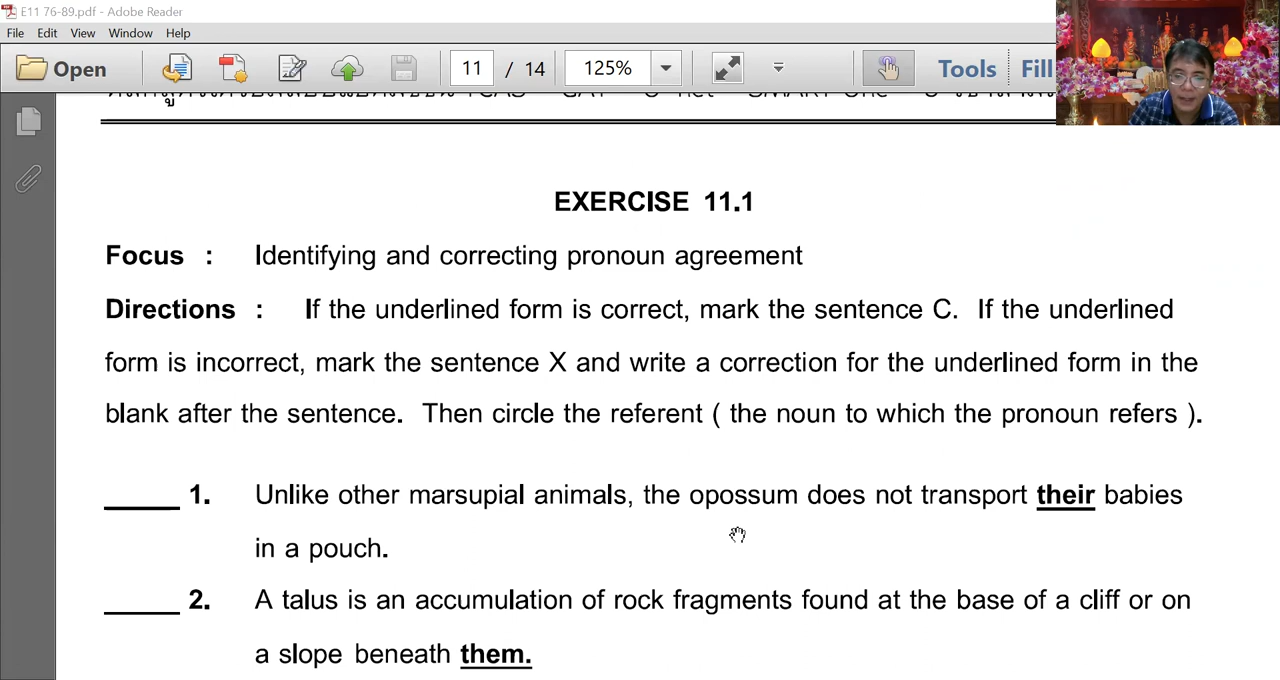 E11 76-89.pdf - Adobe Reader
File Edit View Window Help
Open 11 / 14 125% Tools Fill
EXERCISE 11.1
Focus : Identifying and correcting pronoun agreement
Directions : If the underlined form is correct, mark the sentence C. If the underlined
form is incorrect, mark the sentence X and write a correction for the underlined form in the
blank after the sentence. Then circle the referent ( the noun to which the pronoun refers ).
_____ 1. Unlike other marsupial animals, the opossum does not transport their babies
in a pouch.
_____ 2. A talus is an accumulation of rock fragments found at the base of a cliff or on
a slope beneath them.